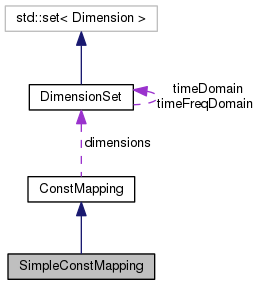 std::set< Dimension >
timeDomain
timeFreqDomain
DimensionSet
dimensions
ConstMapping
SimpleConstMapping